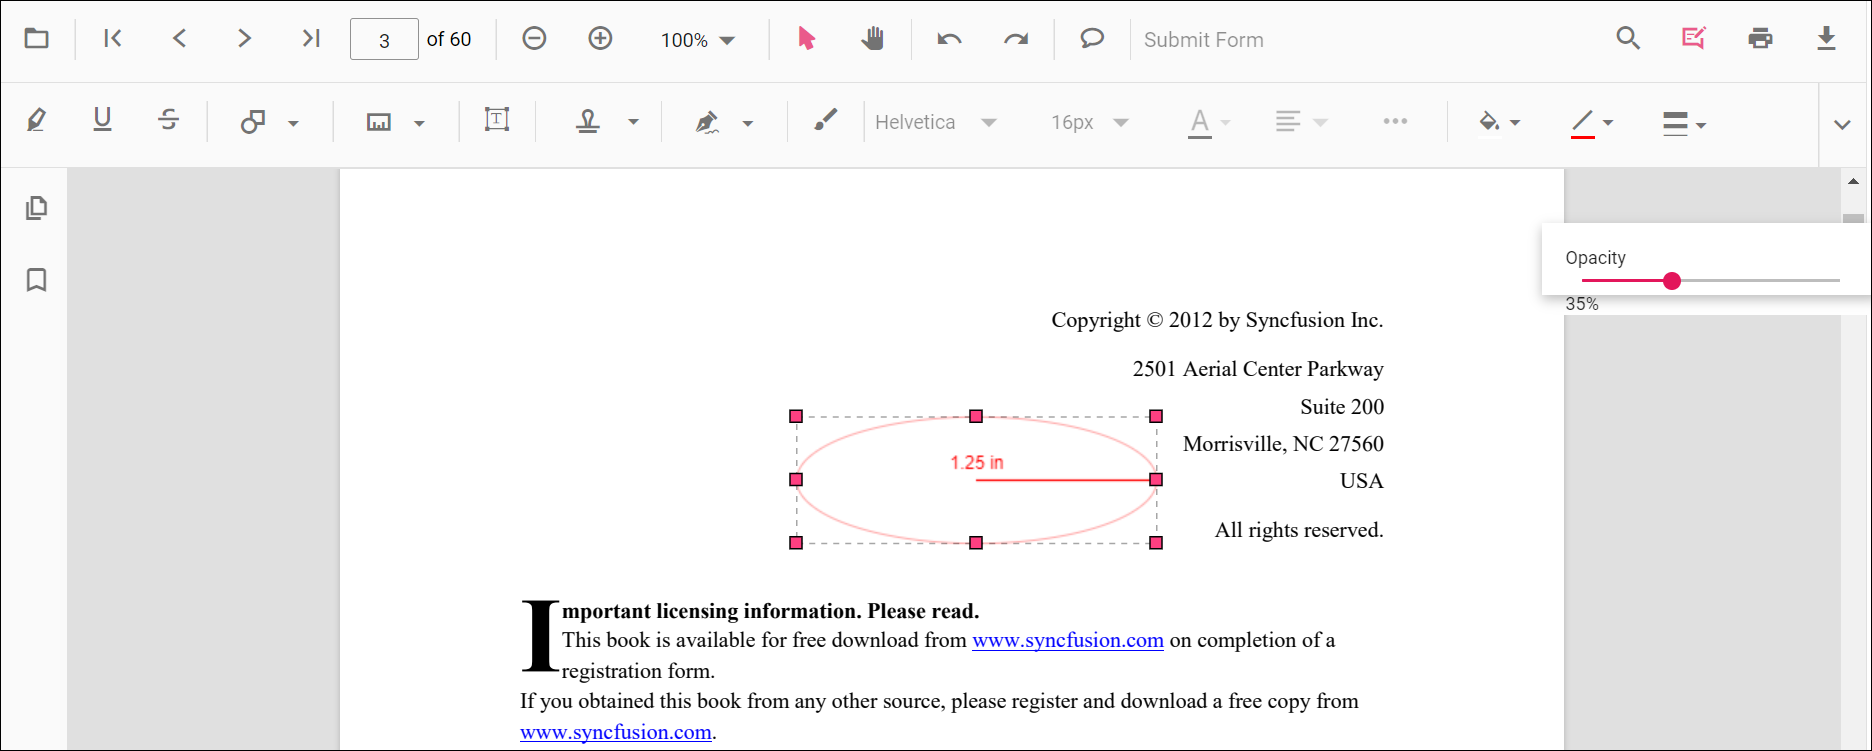 3 of 60 100% Submit Form
U S T Helvetica 16px A
Opacity
35%
Copyright © 2012 by Syncfusion Inc.
2501 Aerial Center Parkway
Suite 200
Morrisville, NC 27560
1.25 in
USA
All rights reserved.
Important licensing information. Please read.
This book is available for free download from www.syncfusion.com on completion of a
registration form.
If you obtained this book from any other source, please register and download a free copy from
www.syncfusion.com.